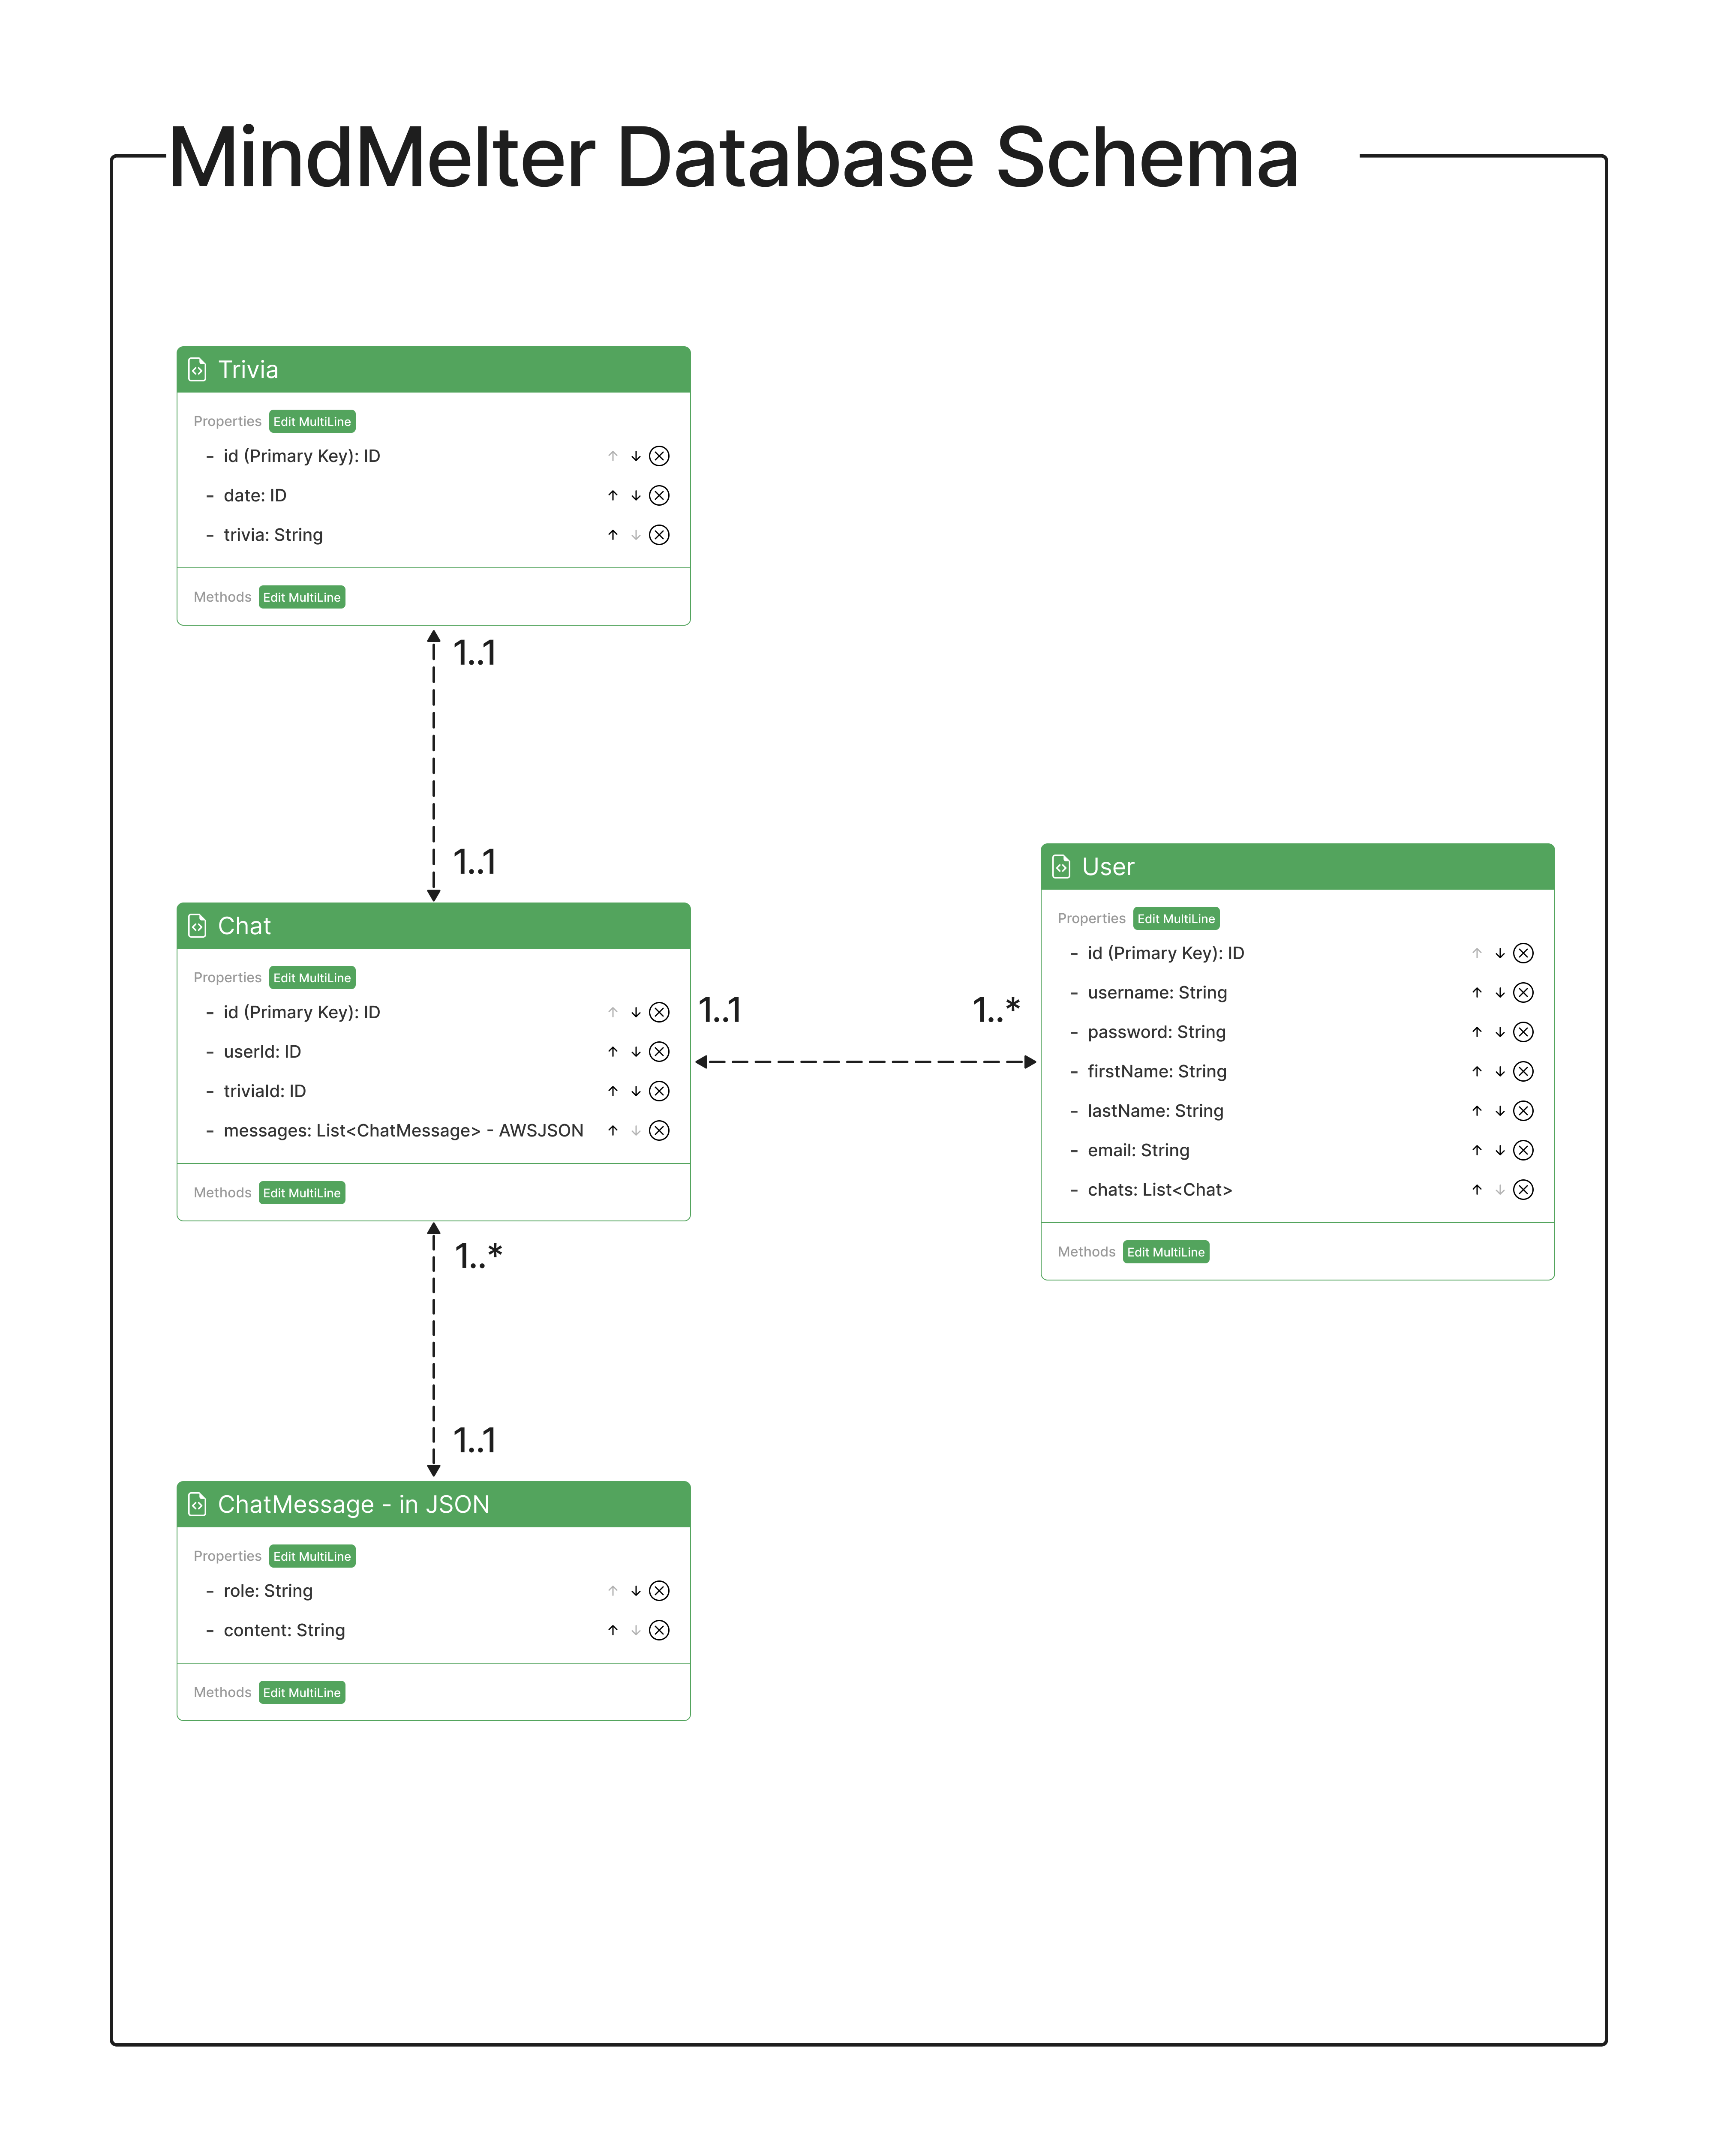 MindMelter Database Schema
Trivia
Properties Edit MultiLine
- id (Primary Key): ID
- date: ID
- trivia: String
Methods Edit MultiLine
1..1
1..1
Chat
Properties Edit MultiLine
- id (Primary Key): ID
- userId: ID
- triviaId: ID
- messages: List<ChatMessage> - AWSJSON
Methods Edit MultiLine
1..1
1..*
User
Properties Edit MultiLine
- id (Primary Key): ID
- username: String
- password: String
- firstName: String
- lastName: String
- email: String
- chats: List<Chat>
Methods Edit MultiLine
1..*
1..1
ChatMessage - in JSON
Properties Edit MultiLine
- role: String
- content: String
Methods Edit MultiLine